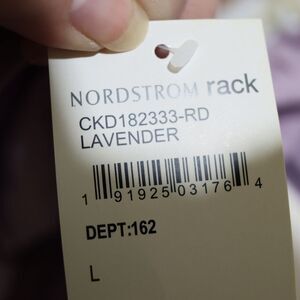 NORDSTROM rack
CKD182333-RD
LAVENDER
1 91925 03176 4
DEPT:162
L